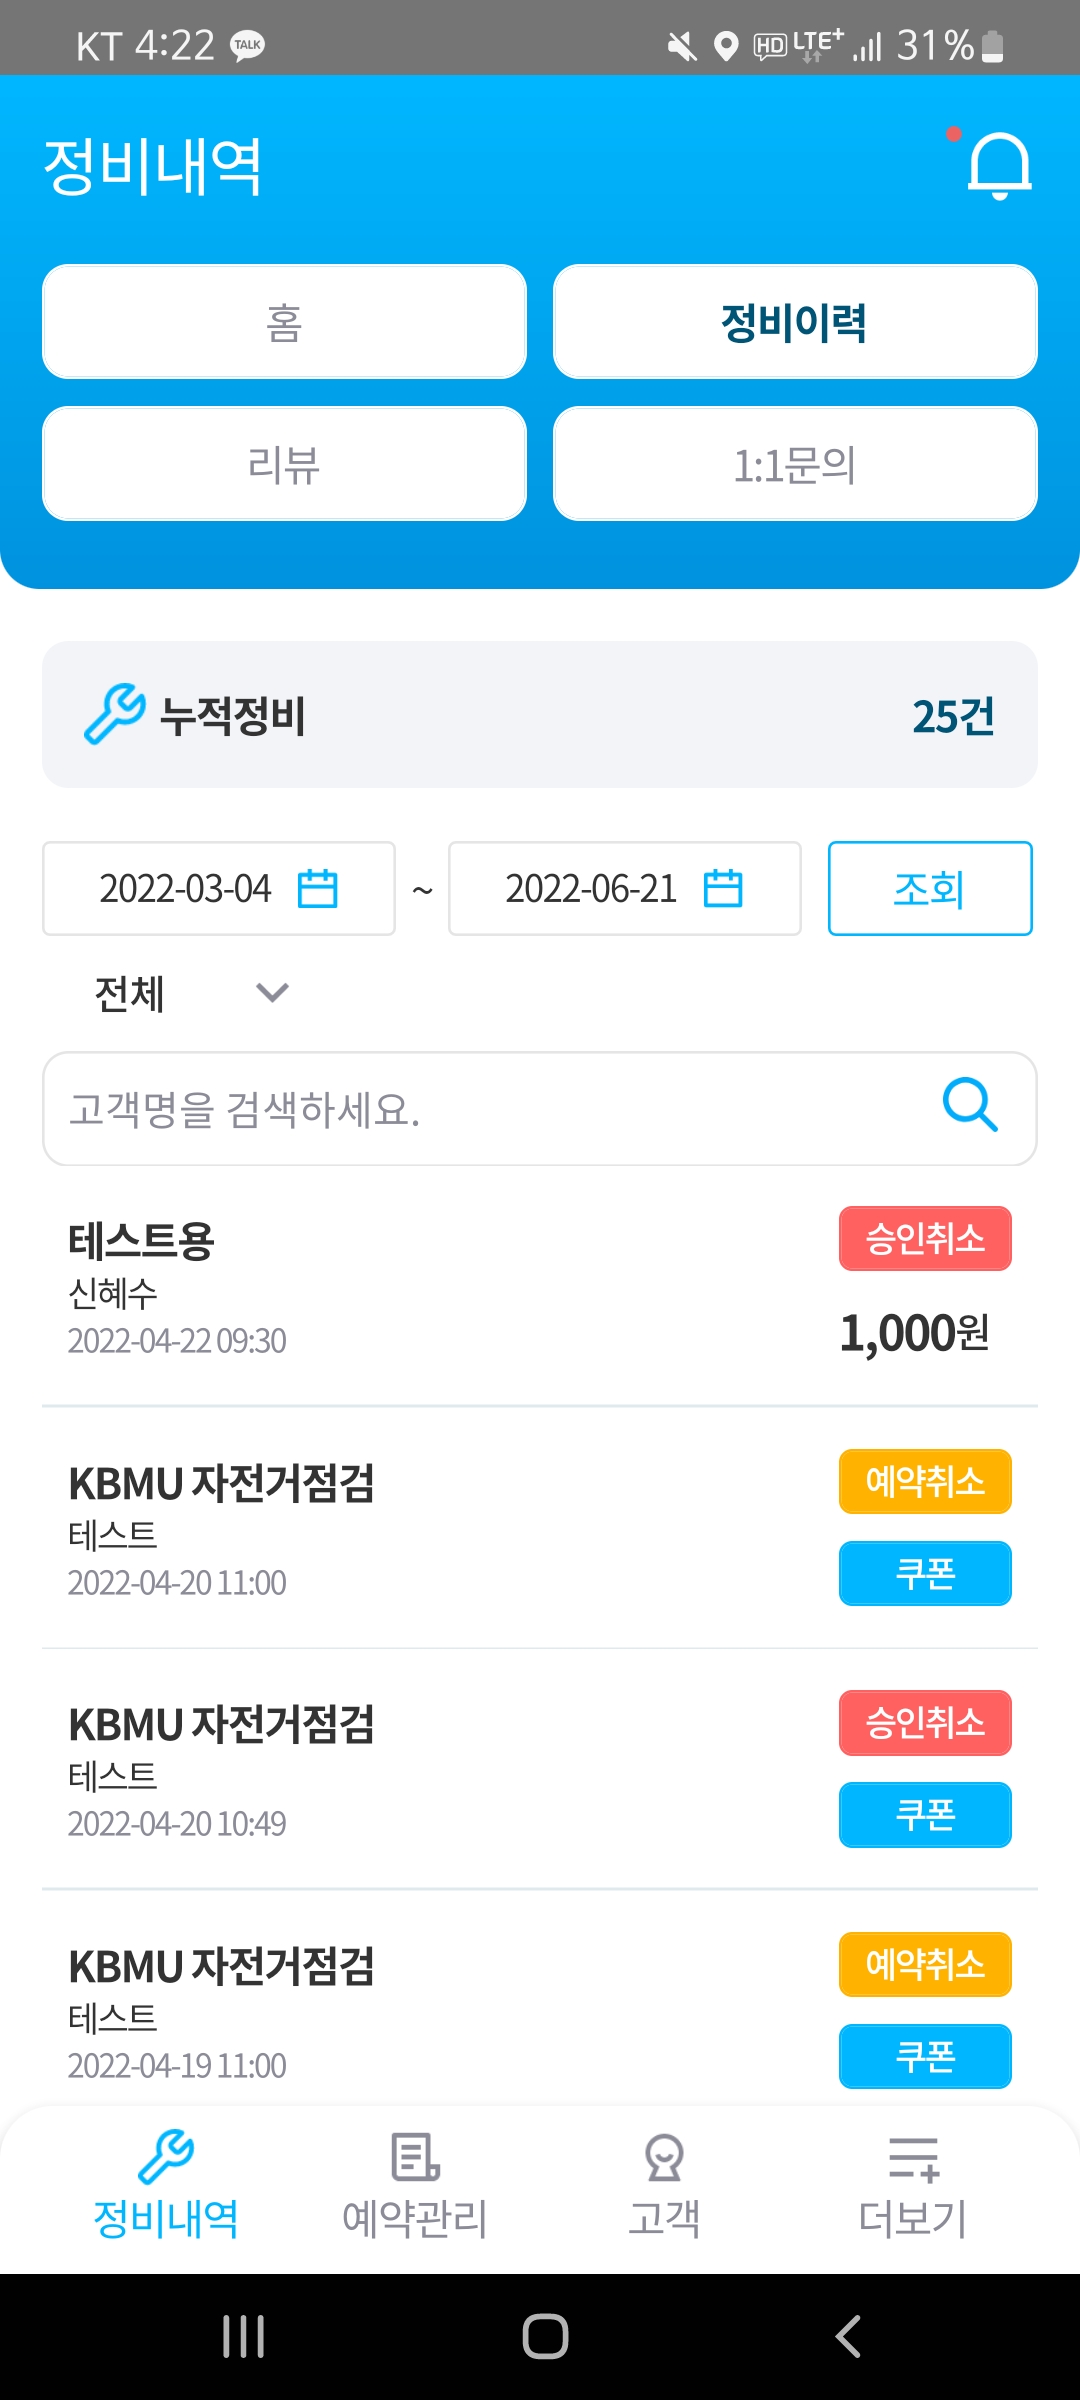 KT 4:22 TALK HD LTE+ 31%
정비내역
홈 정비이력
리뷰 1:1문의
누적정비 25건
2022-03-04 ~ 2022-06-21 조회
전체
고객명을 검색하세요.
테스트용 승인취소
신혜수
2022-04-22 09:30 1,000원
KBMU 자전거점검 예약취소
테스트
2022-04-20 11:00 쿠폰
KBMU 자전거점검 승인취소
테스트
2022-04-20 10:49 쿠폰
KBMU 자전거점검 예약취소
테스트
2022-04-19 11:00 쿠폰
정비내역 예약관리 고객 더보기